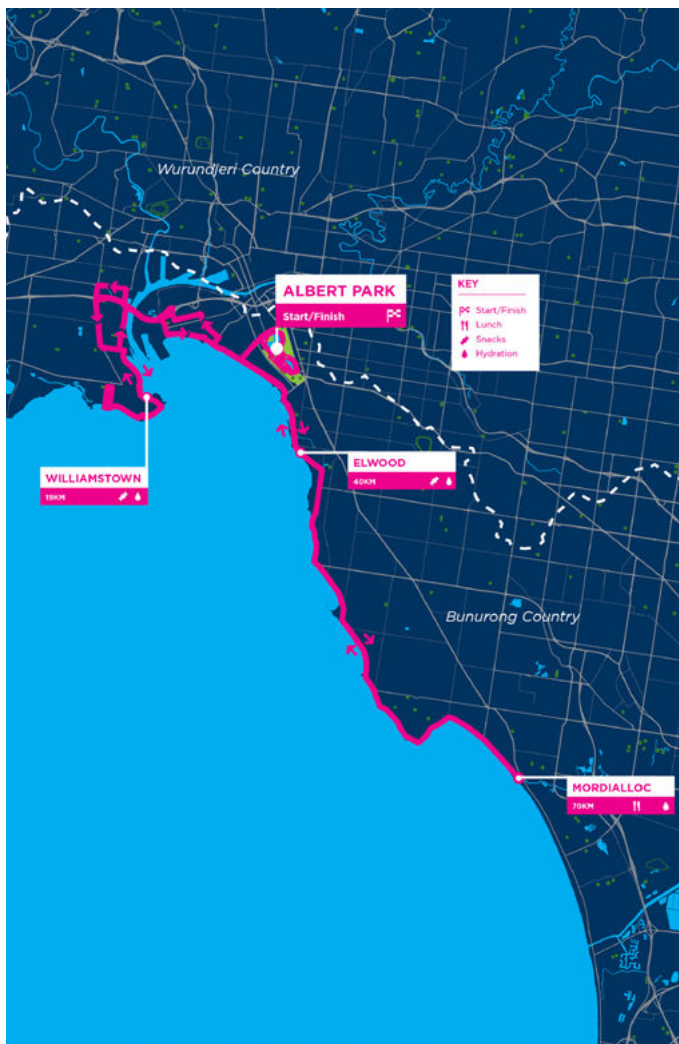 Wurundjeri Country
ALBERT PARK
Start/Finish
KEY
Start/Finish
Lunch
Snacks
Hydration
WILLIAMSTOWN
19KM
ELWOOD
40KM
Bunurong Country
MORDIALLOC
70KM